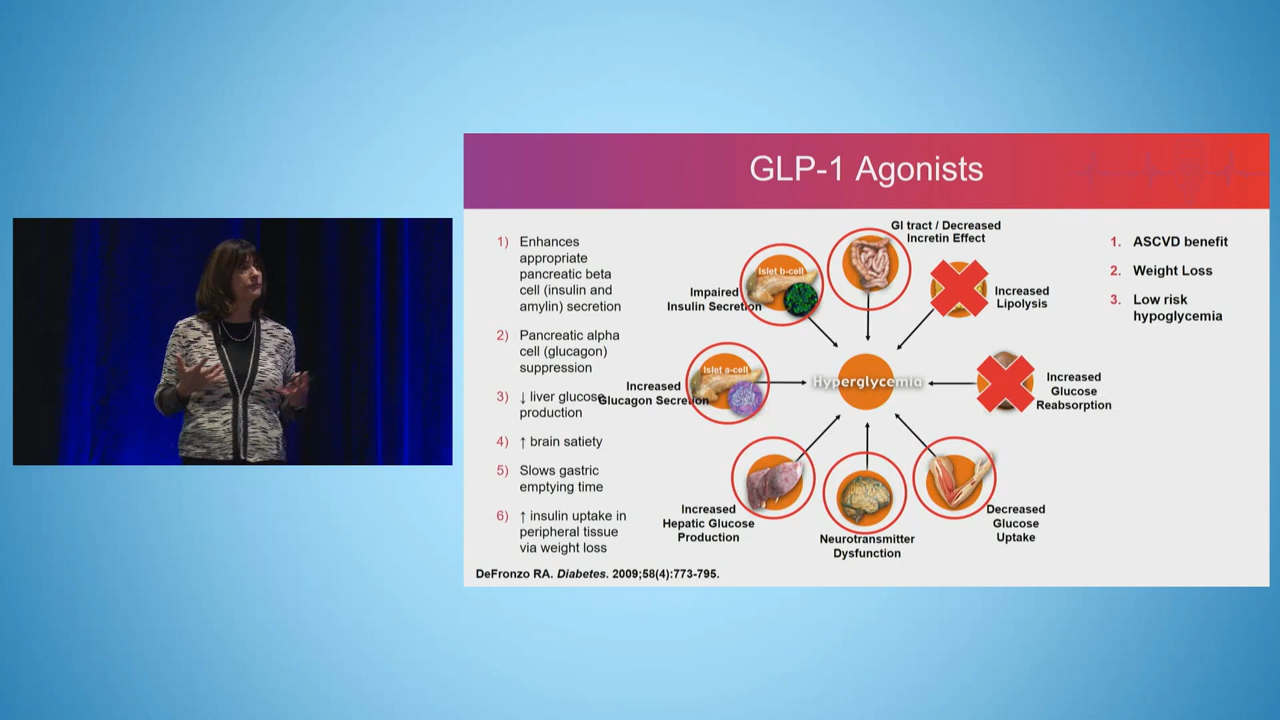 GLP-1 Agonists
1) Enhances
appropriate
pancreatic beta
cell (insulin and
amylin) secretion
2) Pancreatic alpha
cell (glucagon)
suppression
3) ↓ liver glucose
production
4) ↑ brain satiety
5) Slows gastric
emptying time
6) ↑ insulin uptake in
peripheral tissue
via weight loss
GI tract / Decreased
Incretin Effect
Islet b-cell
Impaired
Insulin Secretion
Increased
Lipolysis
Islet a-cell
Increased
Glucagon Secretion
Hyperglycemia
Increased
Glucose
Reabsorption
Increased
Hepatic Glucose
Production
Neurotransmitter
Dysfunction
Decreased
Glucose
Uptake
1. ASCVD benefit
2. Weight Loss
3. Low risk
hypoglycemia
DeFronzo RA. Diabetes. 2009;58(4):773-795.